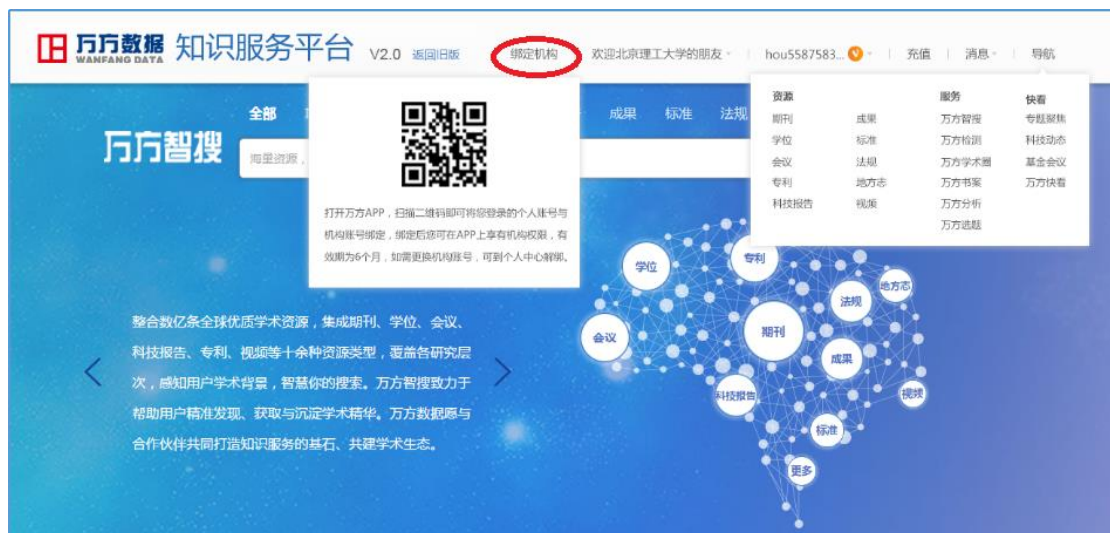 万方数据
WANFANG DATA
知识服务平台 V2.0 返回旧版 绑定机构 欢迎北京理工大学的朋友 hou5587583... 充值 消息 导航
全部 成果 标准 法规
万方智搜 海量资源,
打开万方APP,扫描二维码即可将您登录的个人账号与
机构账号绑定,绑定后您可在APP上享有机构权限,有
效期为6个月,如需更换机构账号,可到个人中心解绑。
资源 服务 快看
期刊 成果 万方智搜 专题聚焦
学位 标准 万方检测 科技动态
会议 法规 万方学术圈 基金会议
专利 地方志 万方书案 万方快看
科技报告 视频 万方分析
万方选题
整合数亿条全球优质学术资源,集成期刊、学位、会议、
科技报告、专利、视频等十余种资源类型,覆盖各研究层
次,感知用户学术背景,智慧你的搜索。万方智搜致力于
帮助用户精准发现、获取与沉淀学术精华。万方数据愿与
合作伙伴共同打造知识服务的基石、共建学术生态。
学位
专利
地方志
法规
会议
期刊
成果
科技报告
视频
标准
更多